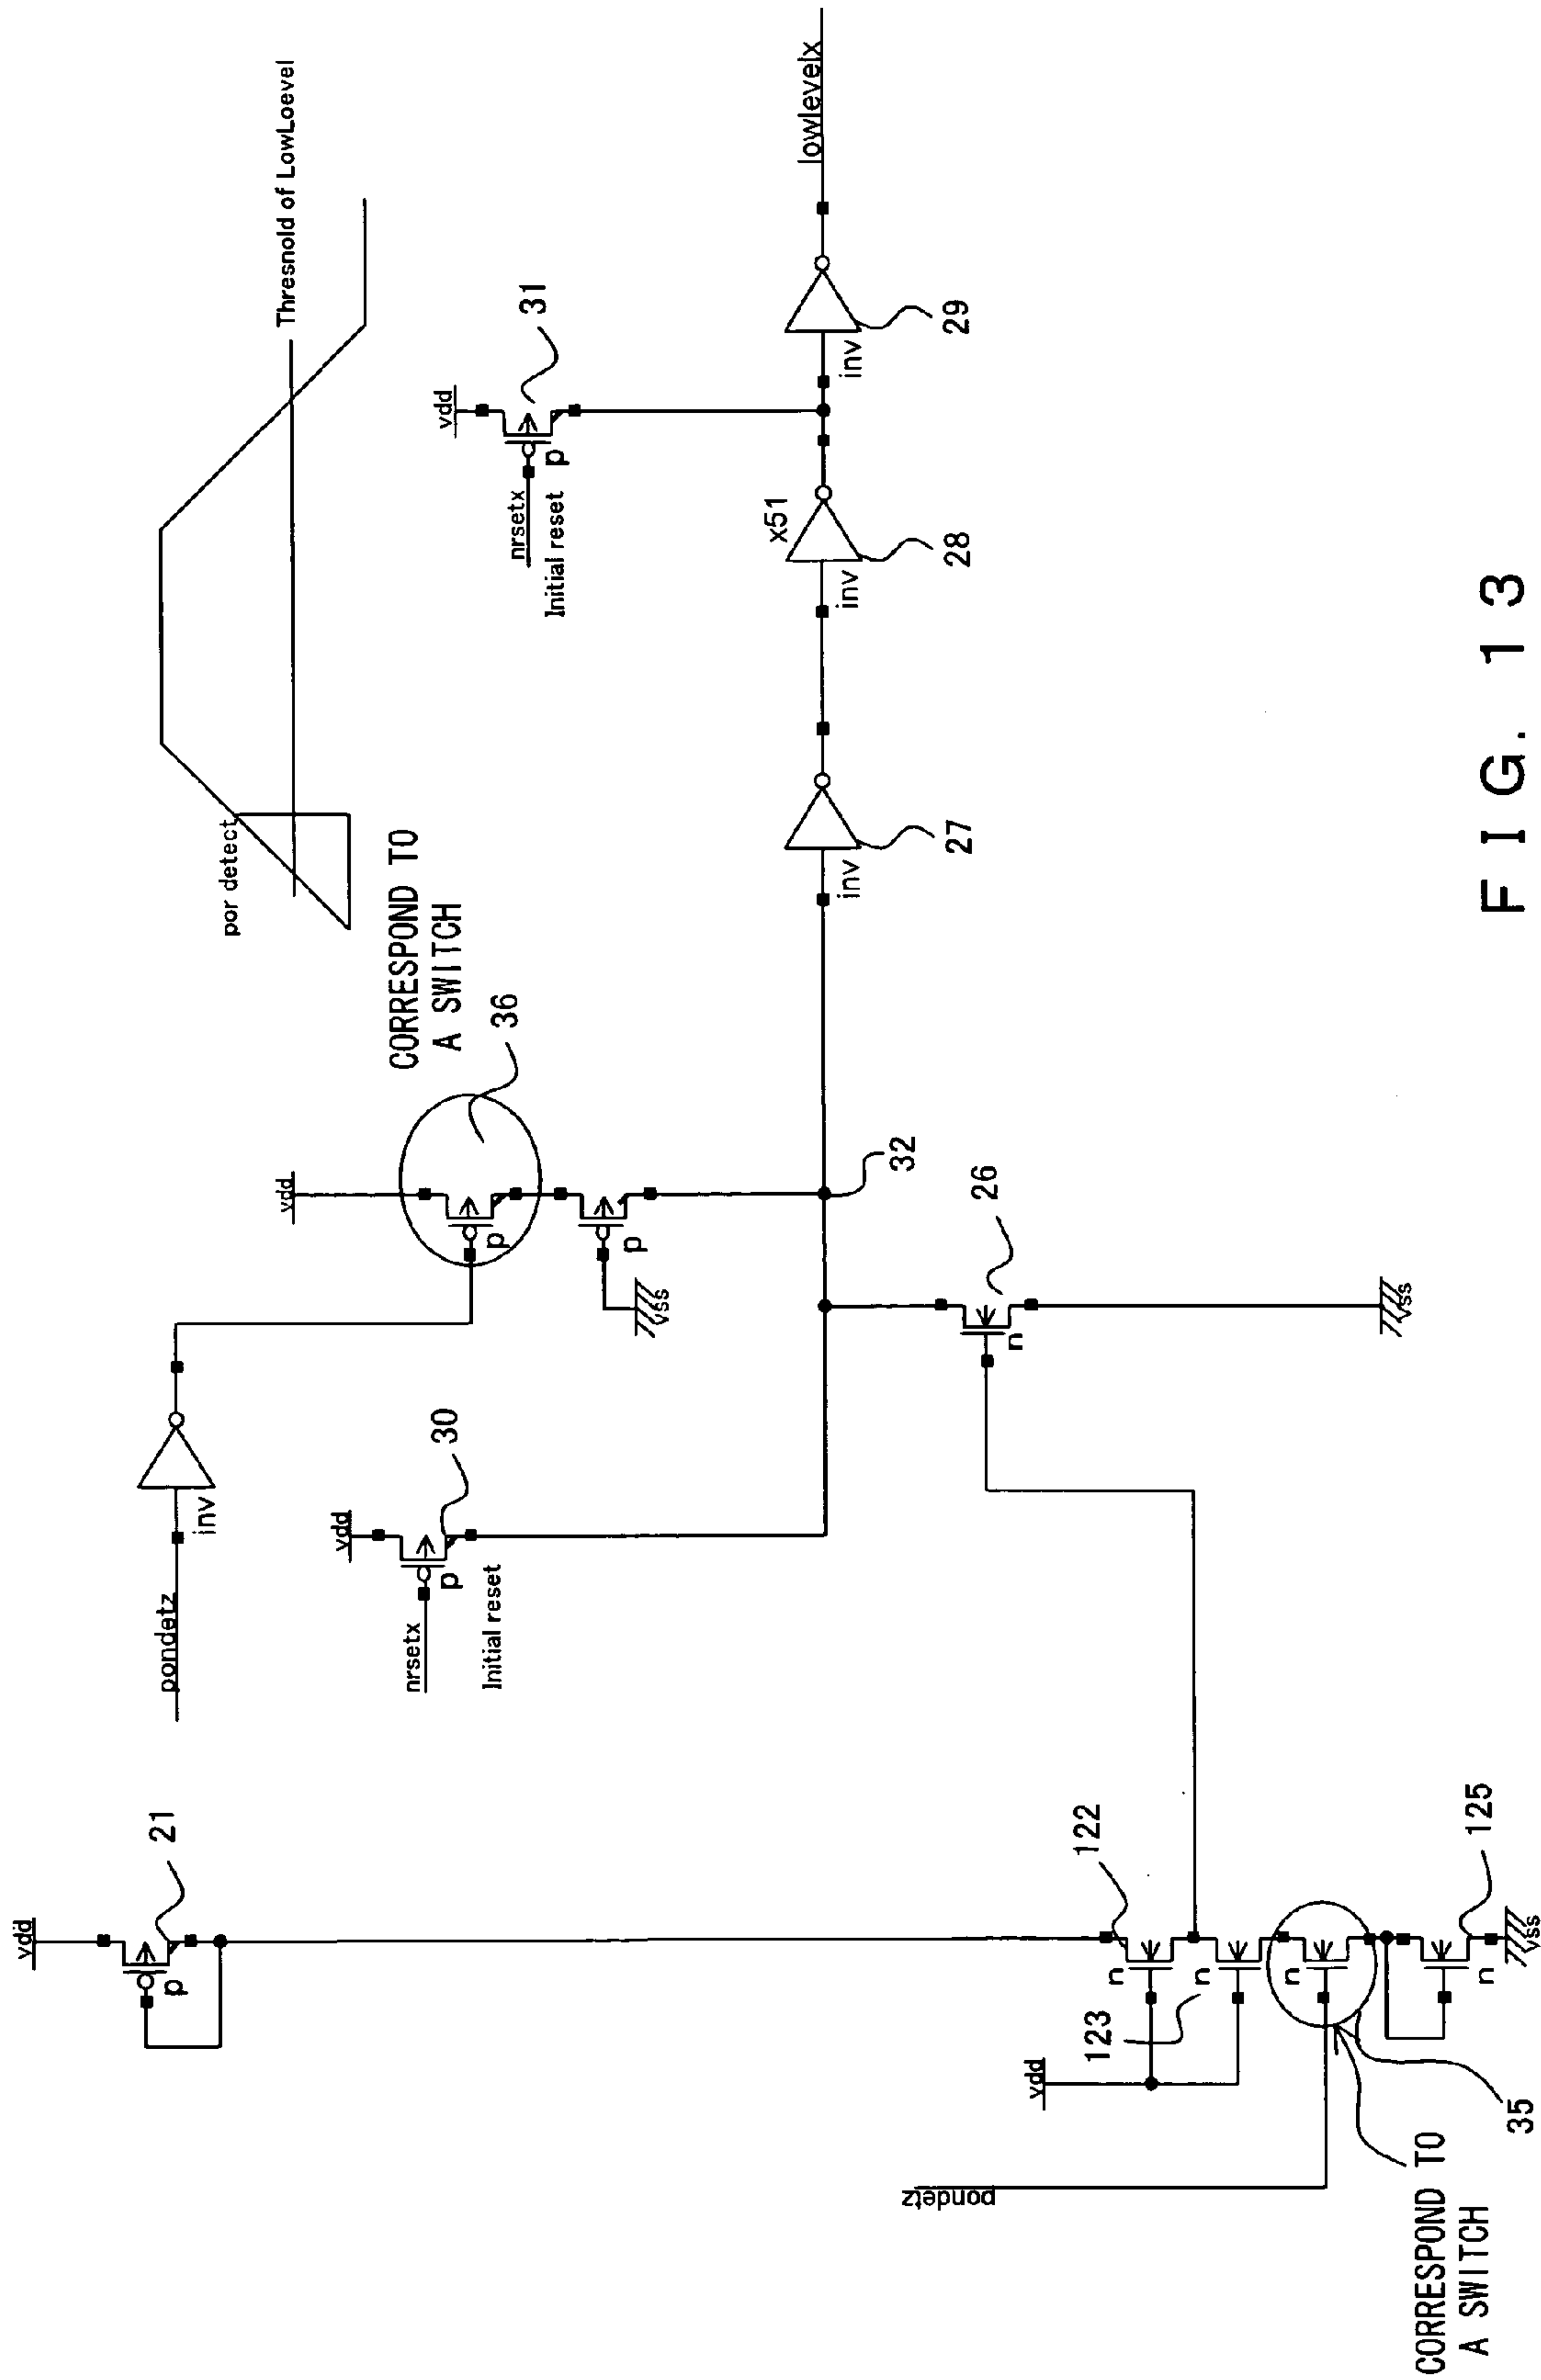 por detect
Thresnold of LowLoevel
CORRESPOND TO
A SWITCH
36
vdd
p
p
vss
pondetz
inv
vdd
30
p
nrsetx
Initial reset
vdd
31
p
nrsetx
Initial reset
32
inv
27
x51
inv
28
inv
29
lowlevelx
26
n
vss
vdd
21
p
122
n
123
n
vdd
n
pondetz
35
CORRESPOND TO
A SWITCH
125
n
vss
FIG. 13